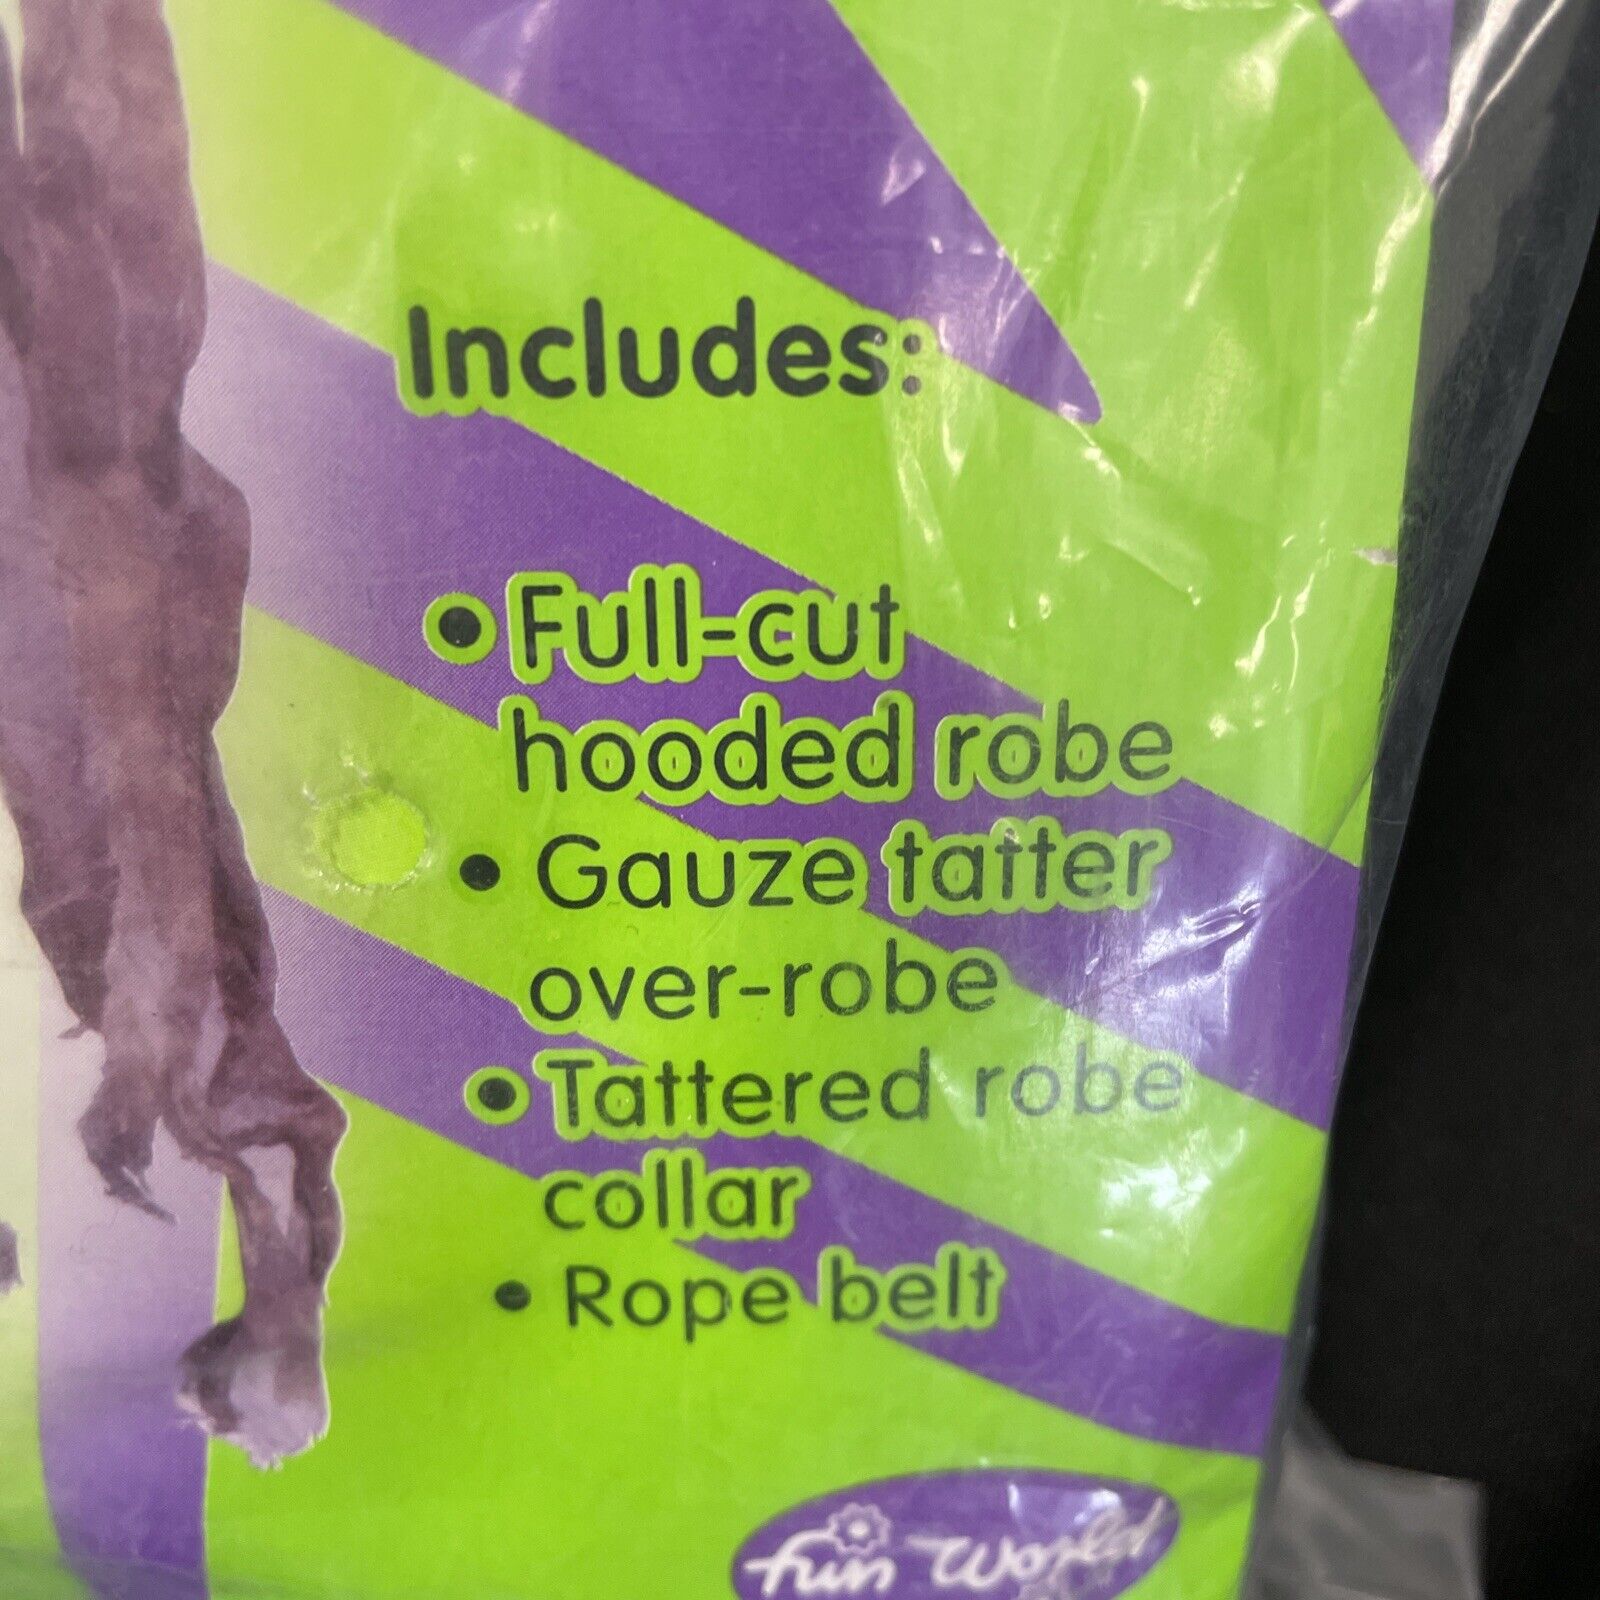 Includes:
• Full-cut
hooded robe
• Gauze tatter
over-robe
• Tattered robe
collar
• Rope belt
fun world